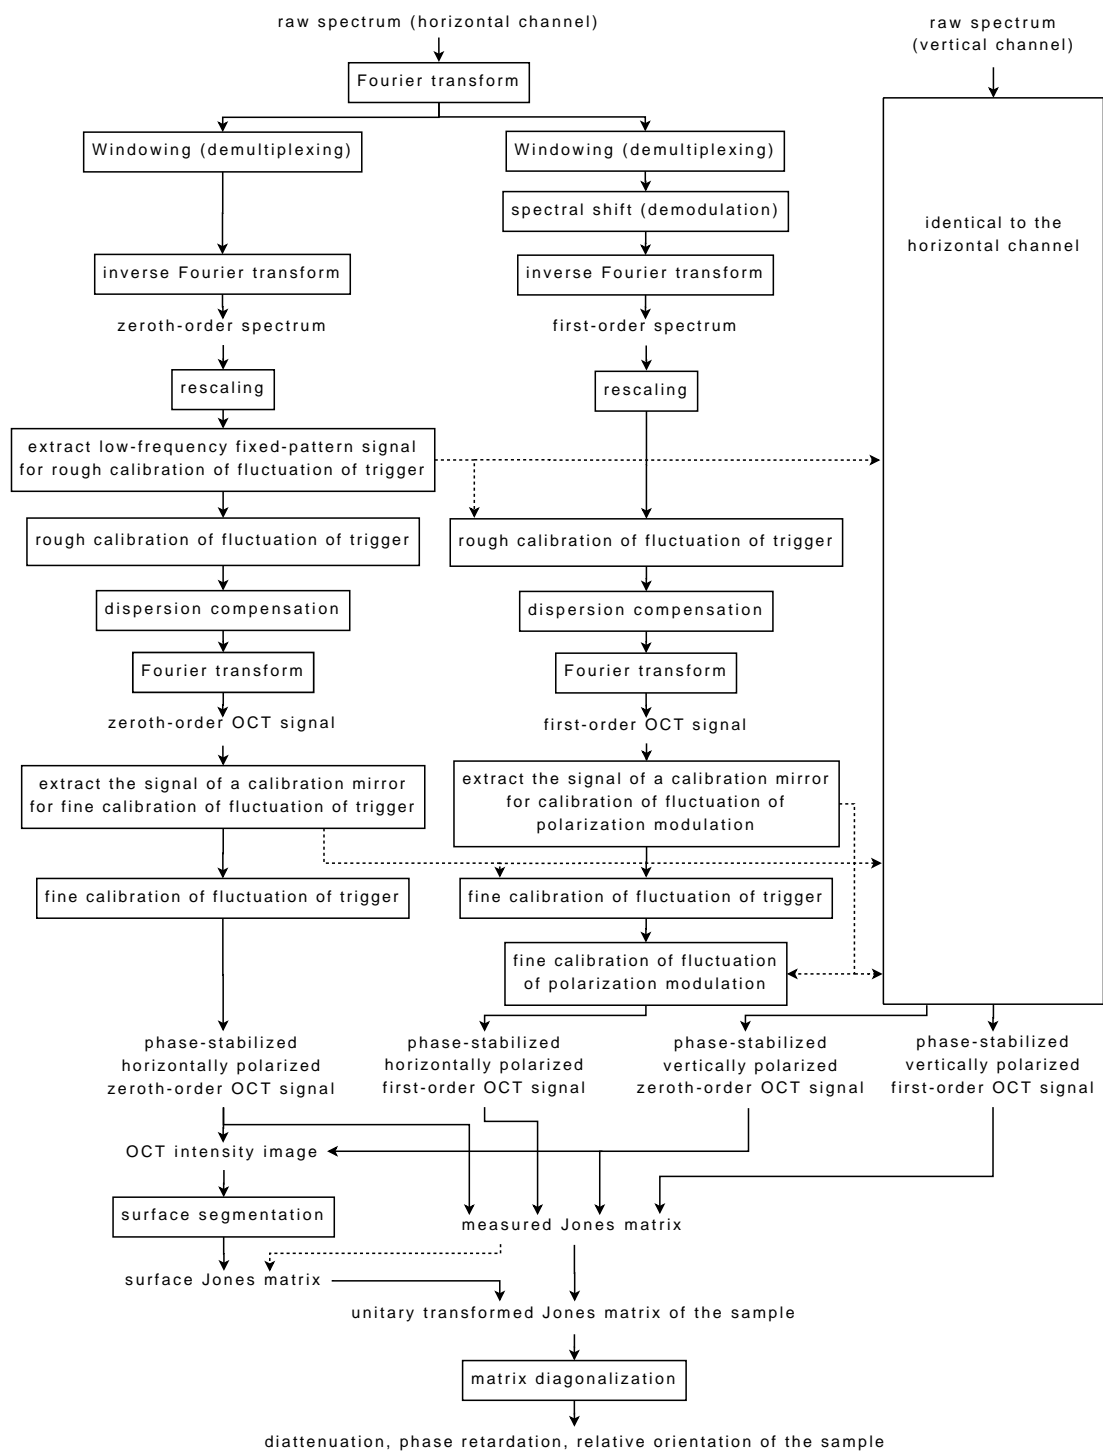 raw spectrum (horizontal channel)
raw spectrum
(vertical channel)
Fourier transform
Windowing (demultiplexing)
Windowing (demultiplexing)
spectral shift (demodulation)
identical to the
horizontal channel
inverse Fourier transform
inverse Fourier transform
zeroth-order spectrum
first-order spectrum
rescaling
rescaling
extract low-frequency fixed-pattern signal
for rough calibration of fluctuation of trigger
rough calibration of fluctuation of trigger
rough calibration of fluctuation of trigger
dispersion compensation
dispersion compensation
Fourier transform
Fourier transform
zeroth-order OCT signal
first-order OCT signal
extract the signal of a calibration mirror
for fine calibration of fluctuation of trigger
extract the signal of a calibration mirror
for calibration of fluctuation of
polarization modulation
fine calibration of fluctuation of trigger
fine calibration of fluctuation of trigger
fine calibration of fluctuation
of polarization modulation
phase-stabilized
horizontally polarized
zeroth-order OCT signal
phase-stabilized
horizontally polarized
first-order OCT signal
phase-stabilized
vertically polarized
zeroth-order OCT signal
phase-stabilized
vertically polarized
first-order OCT signal
OCT intensity image
surface segmentation
measured Jones matrix
surface Jones matrix
unitary transformed Jones matrix of the sample
matrix diagonalization
diattenuation, phase retardation, relative orientation of the sample